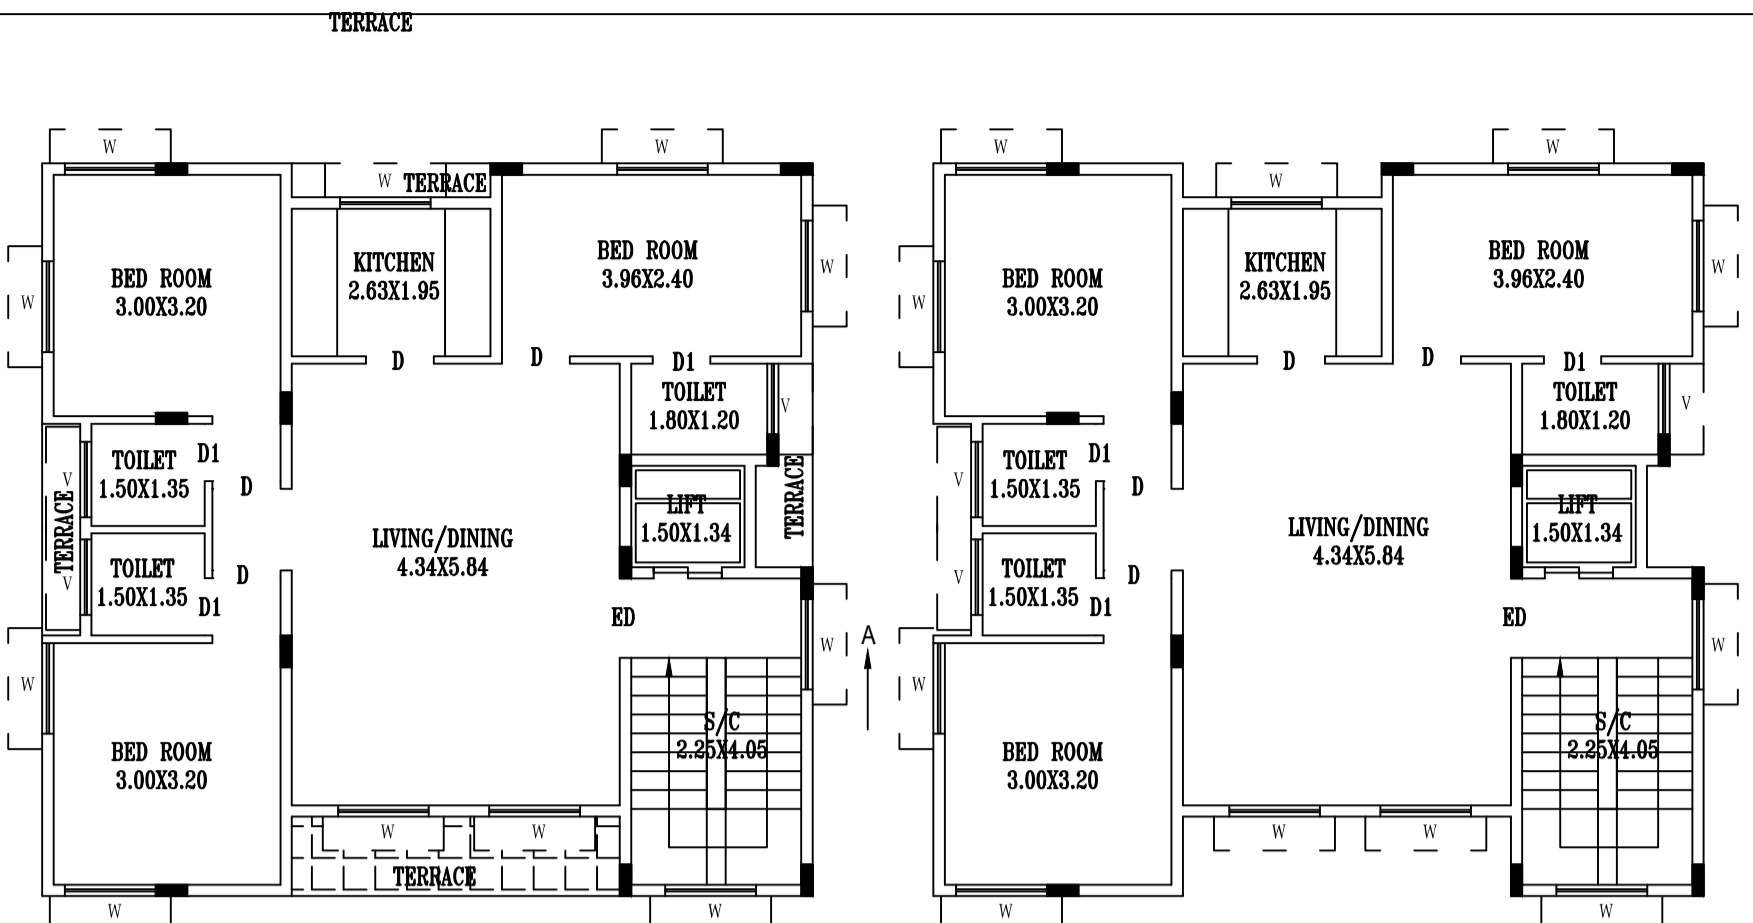 TERRACE
W
W
W
TERRACE
W
BED ROOM
3.00X3.20
KITCHEN
2.63X1.95
BED ROOM
3.96X2.40
W
D
D
D1
TOILET
1.80X1.20
V
TOILET
1.50X1.35
D1
D
V
TERRACE
V
LIFT
1.50X1.34
TERRACE
LIVING/DINING
4.34X5.84
TOILET
1.50X1.35
D
D1
ED
W
A
W
S/C
2.25X4.05
BED ROOM
3.00X3.20
W
W
TERRACE
W
W
W
W
W
W
BED ROOM
3.00X3.20
KITCHEN
2.63X1.95
BED ROOM
3.96X2.40
W
D
D
D1
TOILET
1.80X1.20
V
TOILET
1.50X1.35
D1
D
V
V
LIFT
1.50X1.34
LIVING/DINING
4.34X5.84
TOILET
1.50X1.35
D
D1
ED
W
W
S/C
2.25X4.05
BED ROOM
3.00X3.20
W
W
W
W